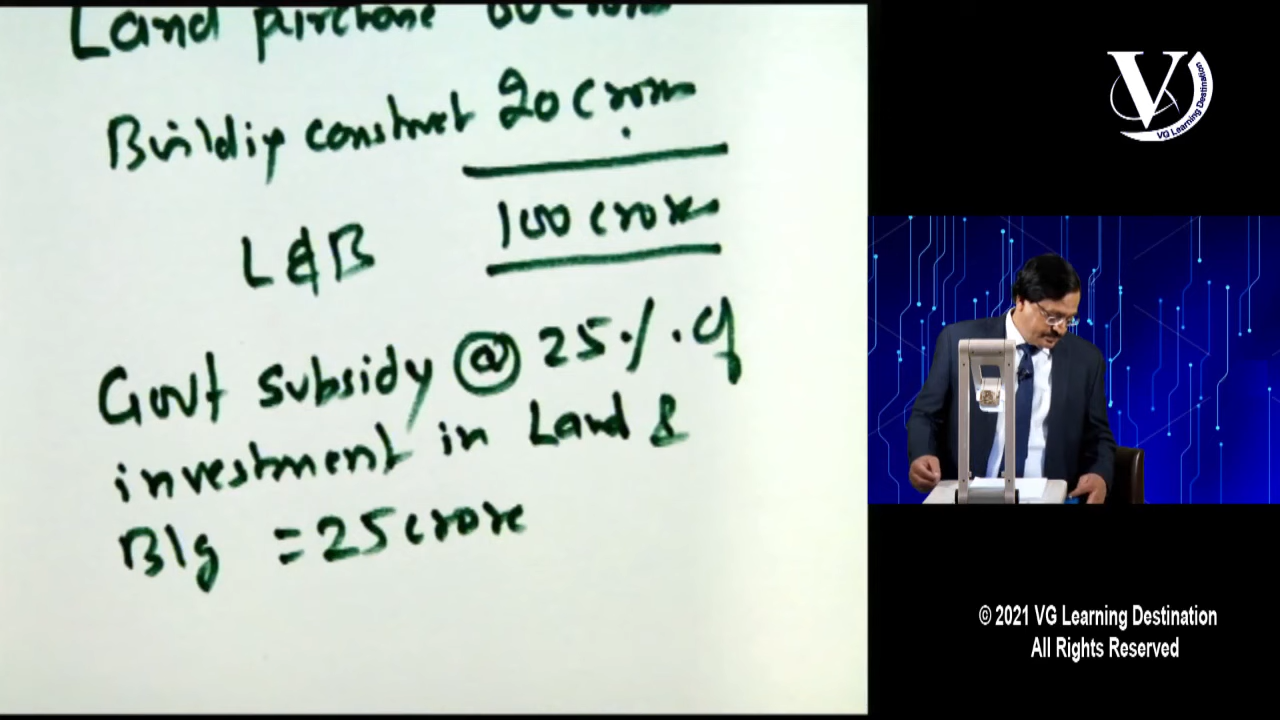 Land purchase
Building construct 20 crore
100 crore
L & B
Govt subsidy @ 25% of
investment in Land &
Blg = 25 crore
V
VG Learning Destination
© 2021 VG Learning Destination
All Rights Reserved